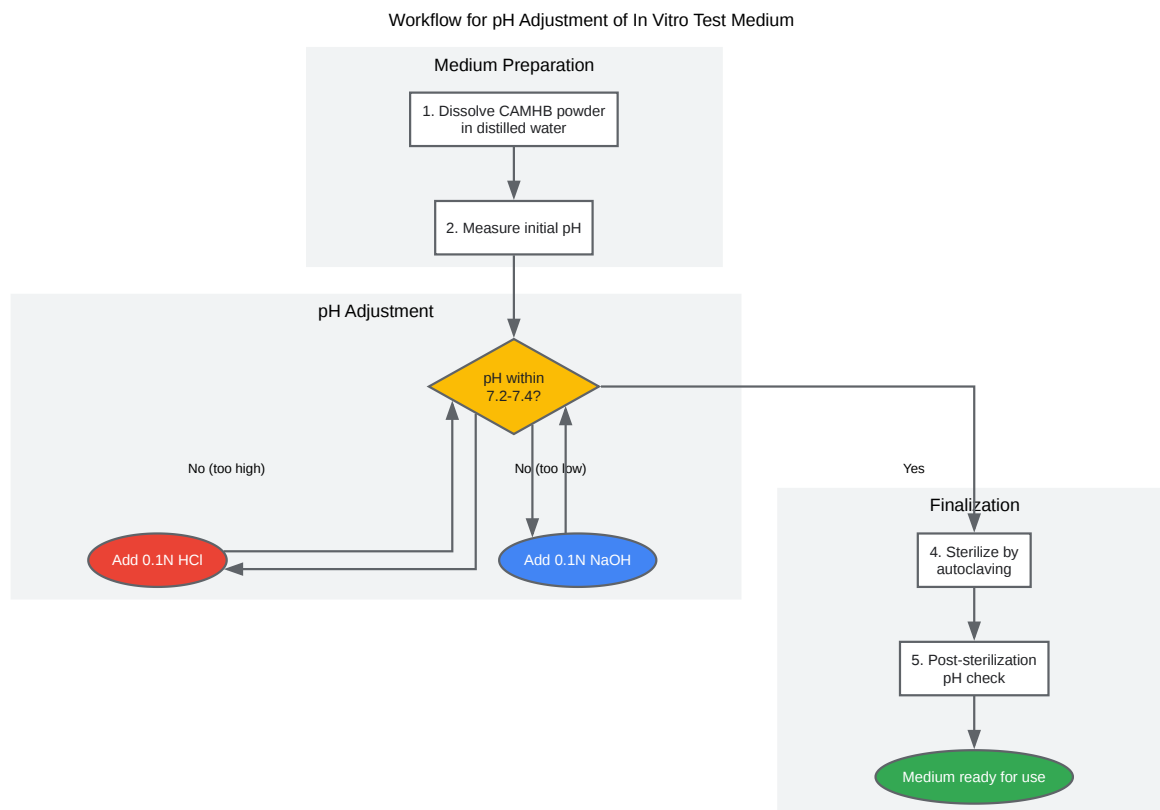 Workflow for pH Adjustment of In Vitro Test Medium
Medium Preparation
1. Dissolve CAMHB powder
in distilled water
2. Measure initial pH
pH Adjustment
pH within
7.2-7.4?
No (too high)
No (too low)
Yes
Add 0.1N HCl
Add 0.1N NaOH
Finalization
4. Sterilize by
autoclaving
5. Post-sterilization
pH check
Medium ready for use